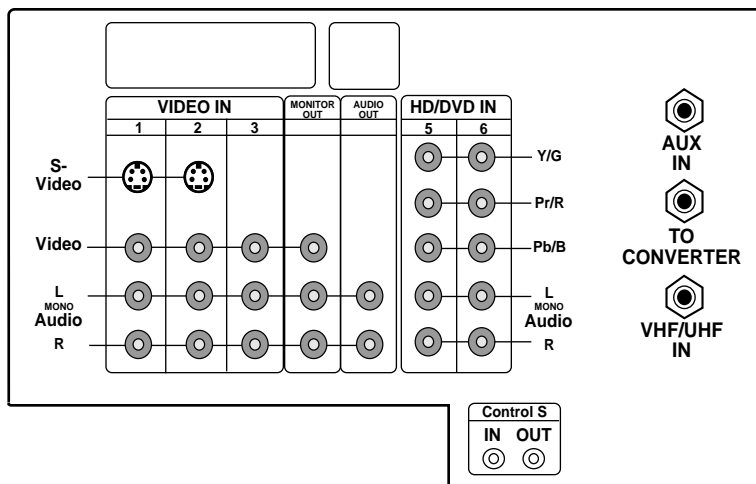 VIDEO IN
1 2 3
MONITOR
OUT
AUDIO
OUT
HD/DVD IN
5 6
S-
Video
Video
L
MONO
Audio
R
Y/G
Pr/R
Pb/B
L
MONO
Audio
R
AUX
IN
TO
CONVERTER
VHF/UHF
IN
Control S
IN OUT